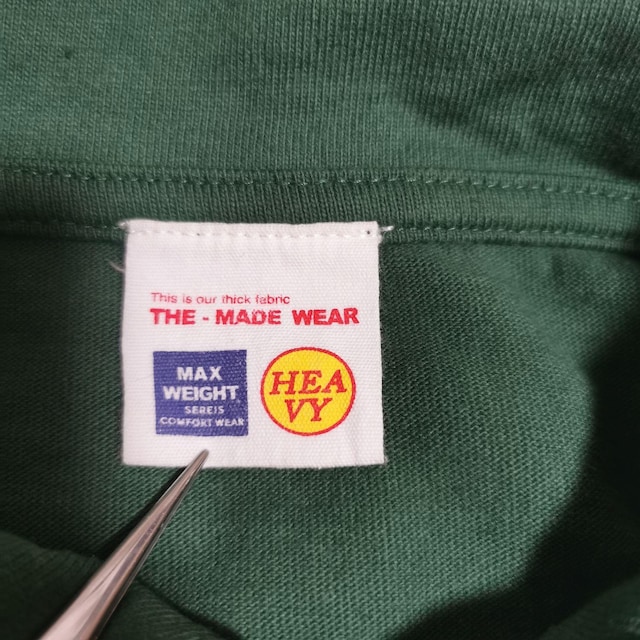 This is our thick fabric
THE - MADE WEAR
MAX
WEIGHT
SEREIS
COMFORT WEAR
HEA
VY